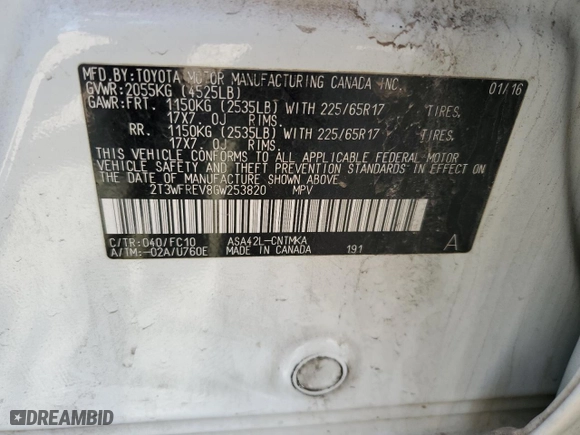 MFD.BY:TOYOTA MOTOR MANUFACTURING CANADA INC. 01/16
GVWR:2055KG (4525LB)
GAWR:FRT. 1150KG (2535LB) WITH 225/65R17 TIRES,
17X7.0J RIMS.
RR. 1150KG (2535LB) WITH 225/65R17 TIRES,
17X7.0J RIMS.
THIS VEHICLE CONFORMS TO ALL APPLICABLE FEDERAL MOTOR
VEHICLE SAFETY AND THEFT PREVENTION STANDARDS IN EFFECT ON
THE DATE OF MANUFACTURE SHOWN ABOVE.
2T3WFREV8GW253820 MPV
C/TR:040/FC10 ASA42L-CNTMKA A
A/TM:-02A/U760E MADE IN CANADA 191
DREAMBID